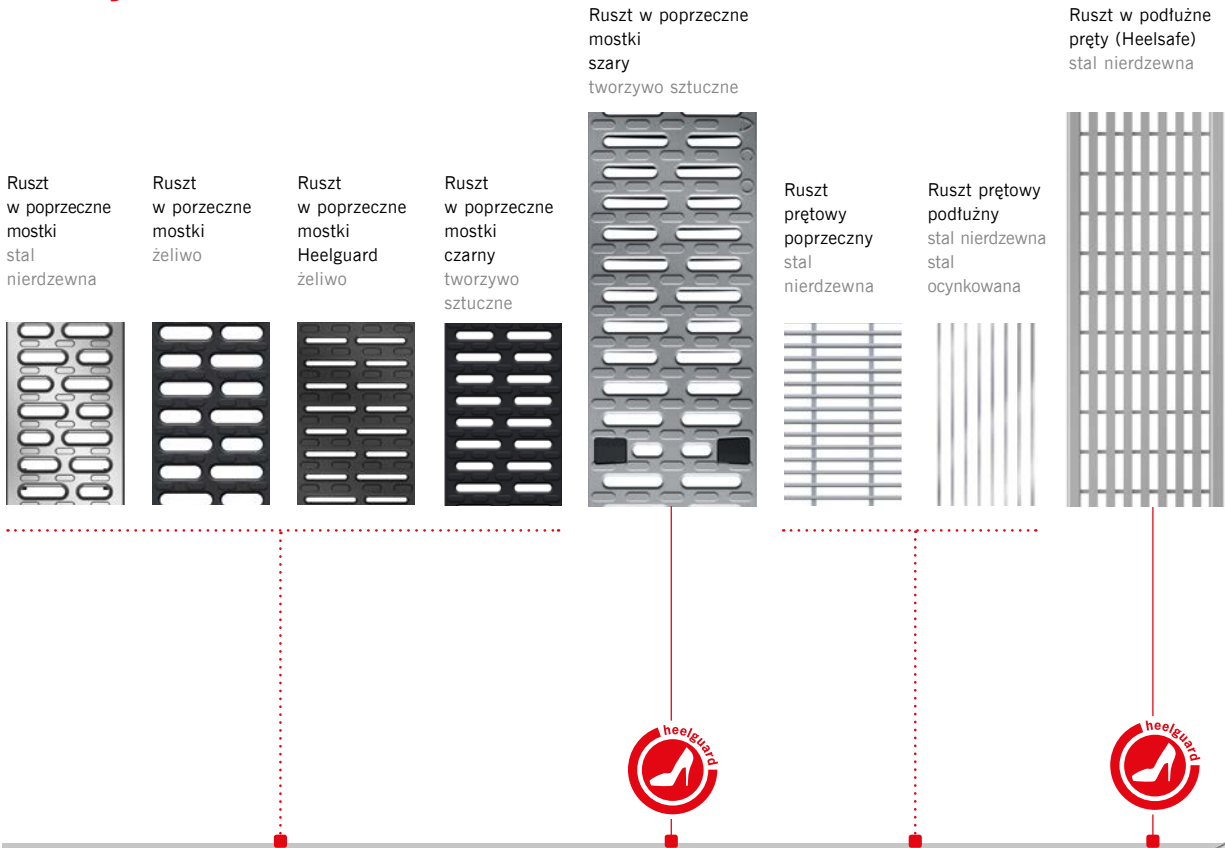 Ruszt w poprzeczne
mostki
szary
tworzywo sztuczne
Ruszt w podłużne
pręty (Heelsafe)
stal nierdzewna
Ruszt
w poprzeczne
mostki
stal
nierdzewna
Ruszt
w porzeczne
mostki
żeliwo
Ruszt
w poprzeczne
mostki
Heelguard
żeliwo
Ruszt
w poprzeczne
mostki
czarny
tworzywo
sztuczne
Ruszt
prętowy
poprzeczny
stal
nierdzewna
Ruszt prętowy
podłużny
stal nierdzewna
stal
ocynkowana
heelguard
heelguard